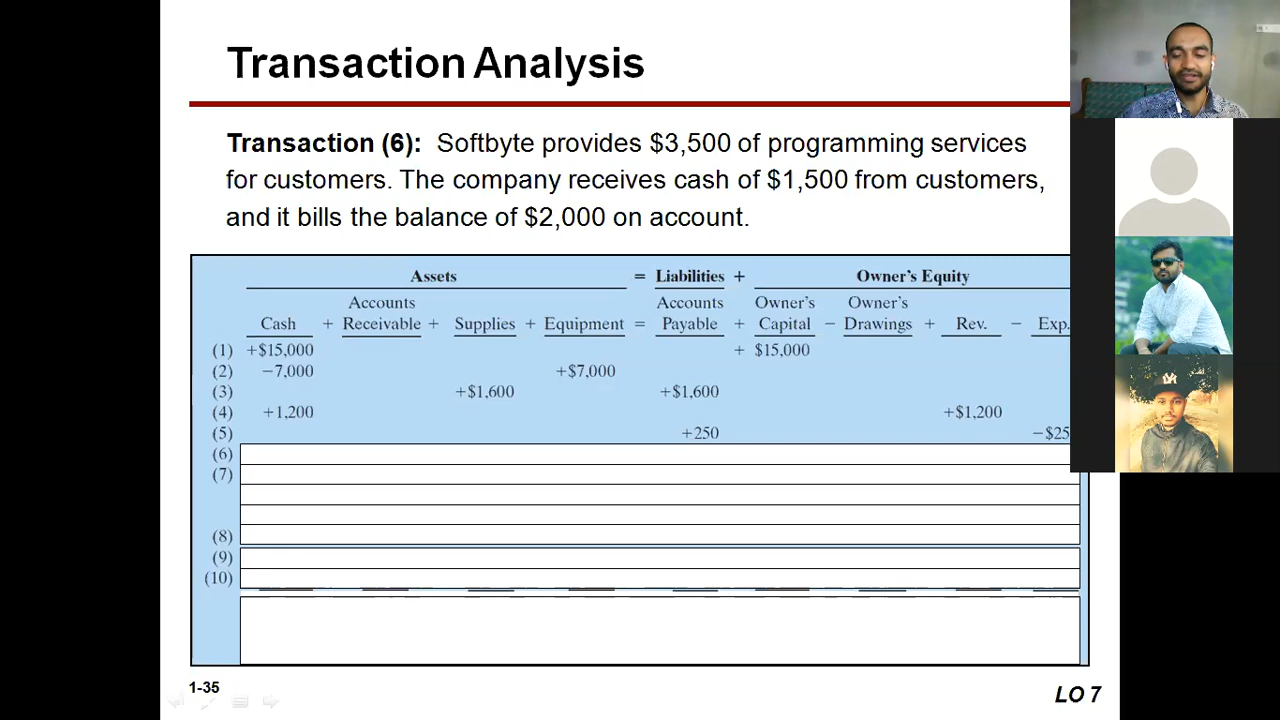 Transaction Analysis
Transaction (6): Softbyte provides $3,500 of programming services
for customers. The company receives cash of $1,500 from customers,
and it bills the balance of $2,000 on account.
Assets = Liabilities + Owner's Equity
Accounts Accounts Owner's Owner's
Cash + Receivable + Supplies + Equipment = Payable + Capital − Drawings + Rev. − Exp.
(1) +$15,000 + $15,000
(2) −7,000 +$7,000
(3) +$1,600 +$1,600
(4) +1,200 +$1,200
(5) +250 −$25
(6)
(7)
(8)
(9)
(10)
1-35
LO 7